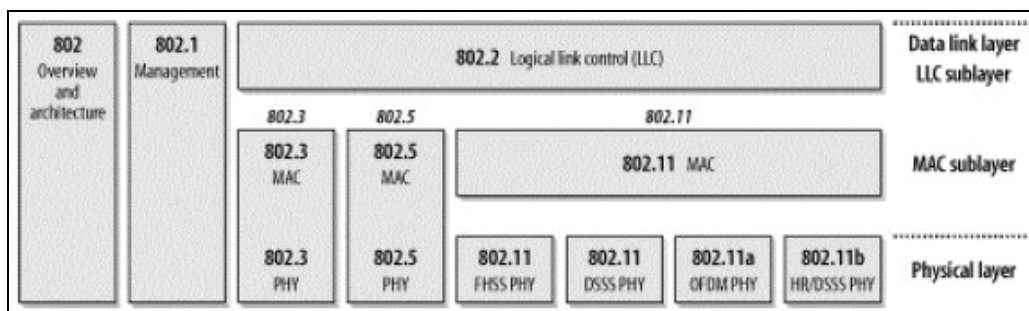 802
Overview
and
architecture
802.1
Management
802.2 Logical link control (LLC)
Data link layer
LLC sublayer
802.3
802.5
802.11
802.3
MAC
802.5
MAC
802.11 MAC
MAC sublayer
802.3
PHY
802.5
PHY
802.11
FHSS PHY
802.11
DSSS PHY
802.11a
OFDM PHY
802.11b
HR/DSSS PHY
Physical layer